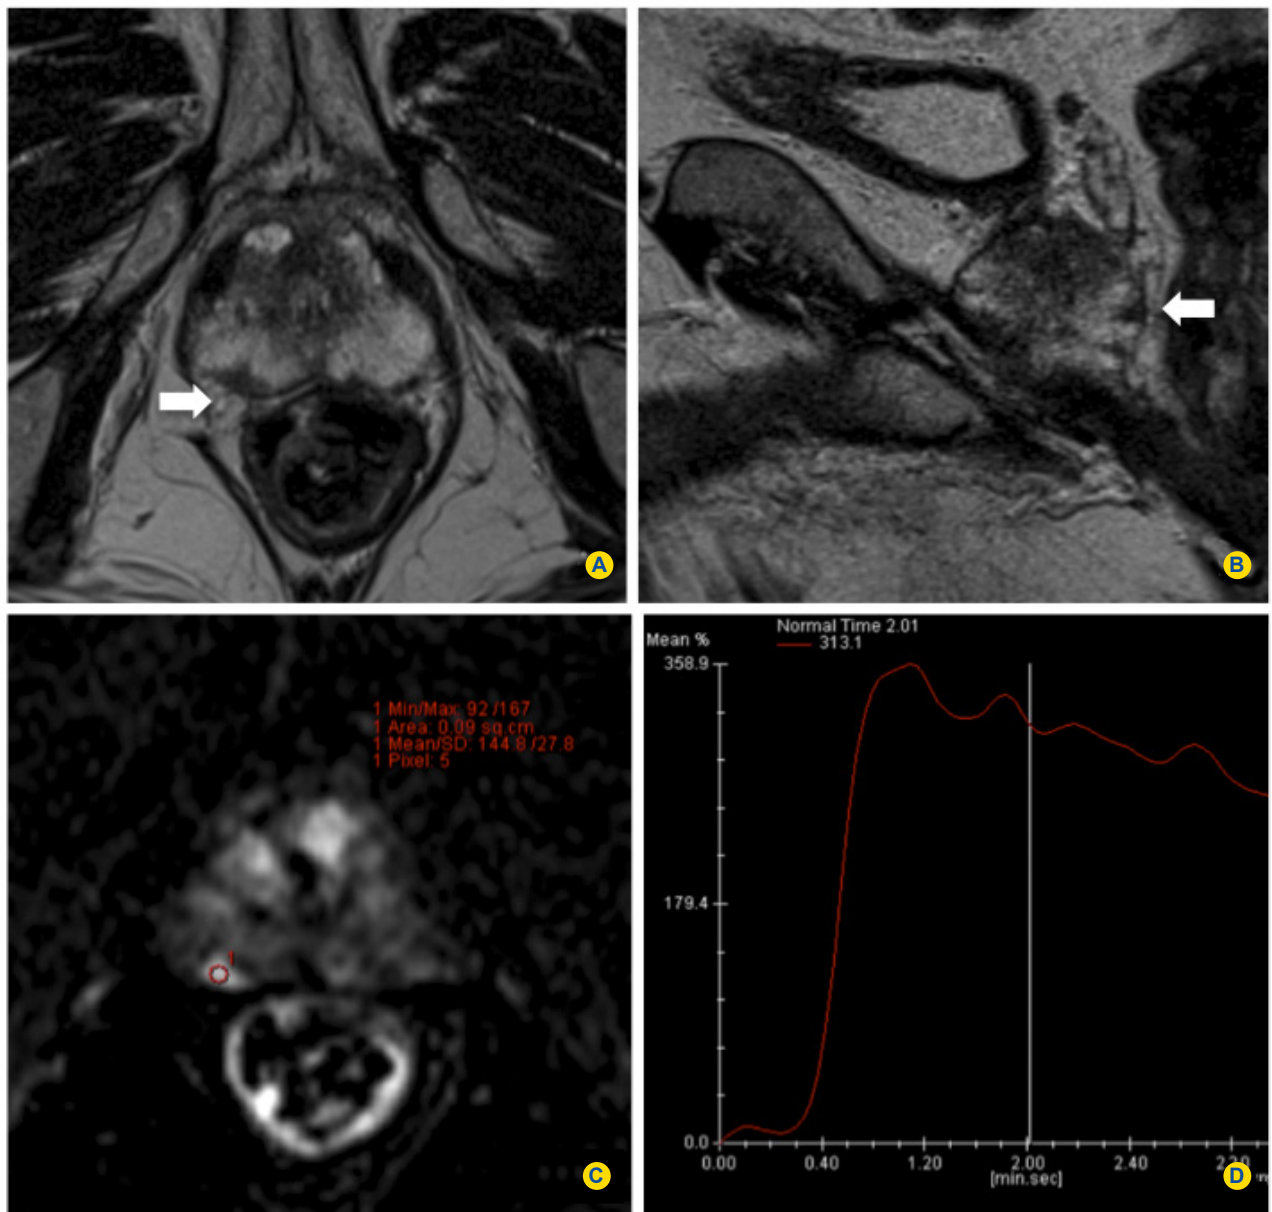 A
B
1 Min/Max: 92 /167
1 Area: 0.09 sq.cm
1 Mean/SD: 144.8 /27.8
1 Pixel: 5
1
C
Normal Time 2.01
Mean %
313.1
358.9
179.4
0.0
0.00 0.40 1.20 2.00 2.40
[min.sec]
D